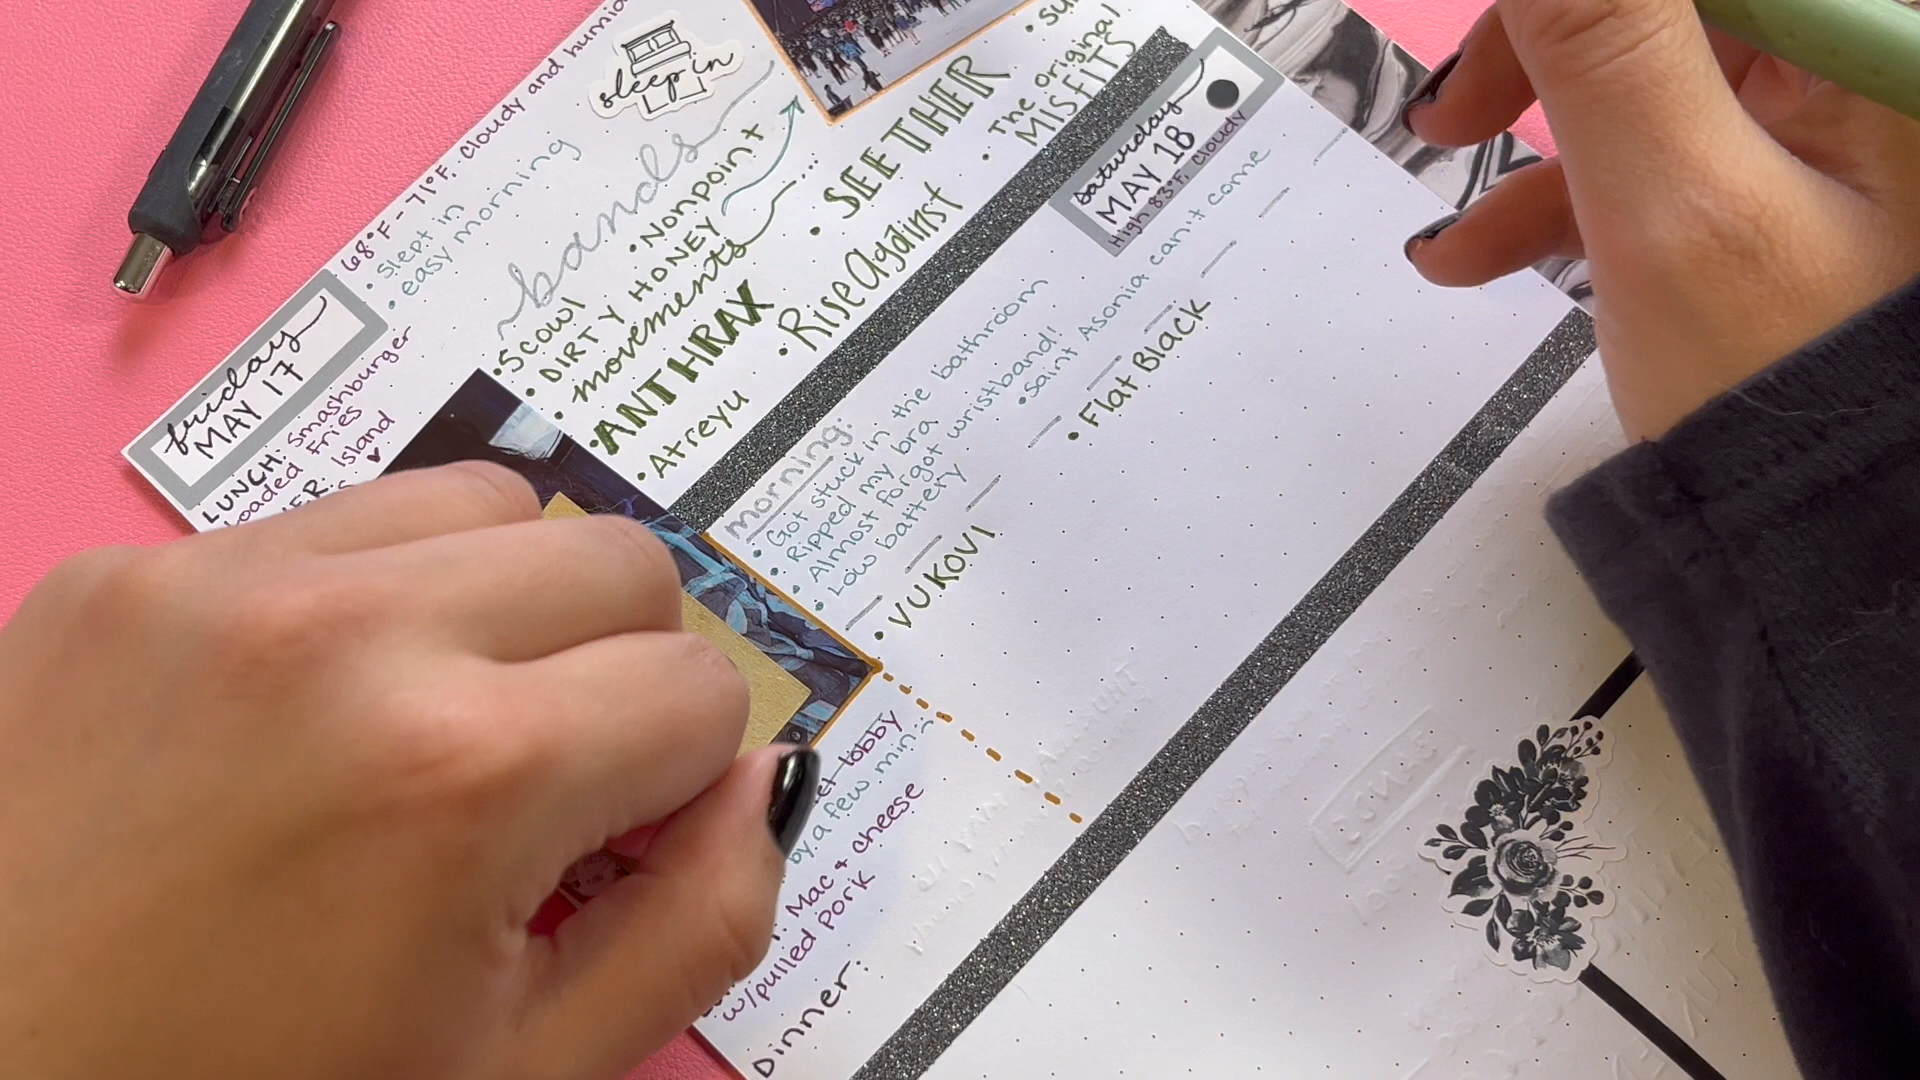 friday
MAY 17
68°F-71°F, Cloudy and humid
• slept in
• easy morning
sleep in
LUNCH: Smashburger
Loaded Fries
Island
~bands~
• SCOWL
• Nonpoint
• DIRTY HONEY
• movements
• ANTHRAX
• Atreyu
• SEETHER
• Rise Against
• The Original
MISFITS
saturday
MAY 18
High 83°F, Cloudy
morning:
• Got stuck in the bathroom
• Ripped my bra
• Almost forgot wristband!
• Low battery
• Saint Asonia can't come
• VUKOVI
• Flat Black
lobby
by a few min
Mac & cheese
w/pulled pork
Dinner: